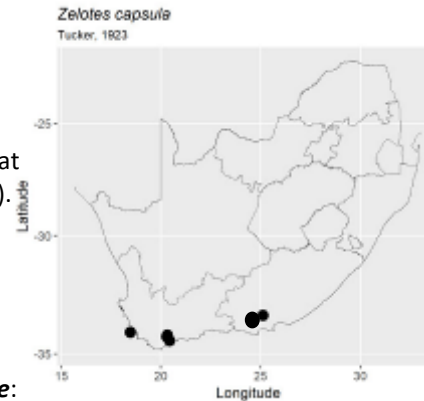 Zelotes capsula
Tucker, 1923
at
).
-25-
-30-
-35-
Latitude
15
20
25
30
Longitude
e: